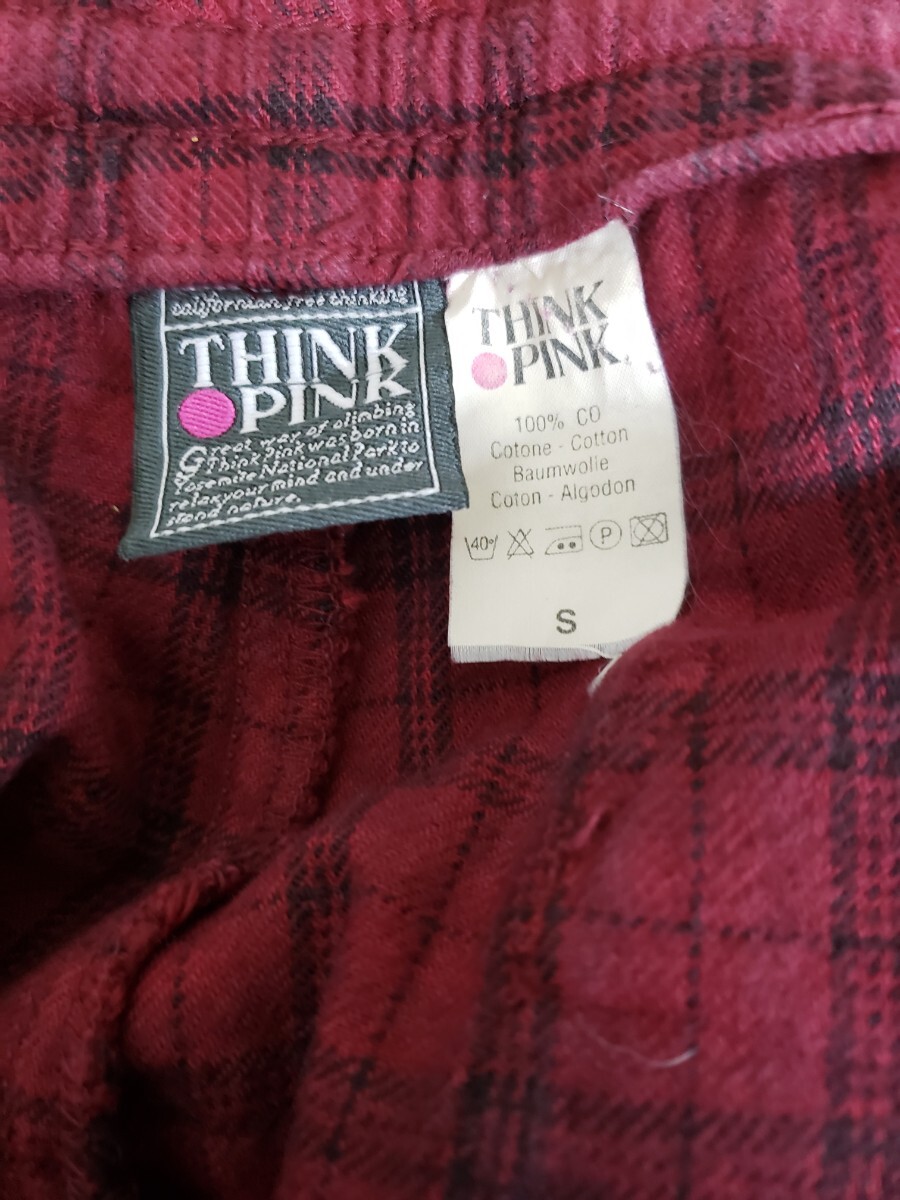 californian free thinking
THINK
PINK
Great way of climbing
Think Pink was born in
Yosemite National Park to
relax your mind and under
stand nature.
THINK
PINK
100% CO
Cotone - Cotton
Baumwolle
Coton - Algodon
40° P
S